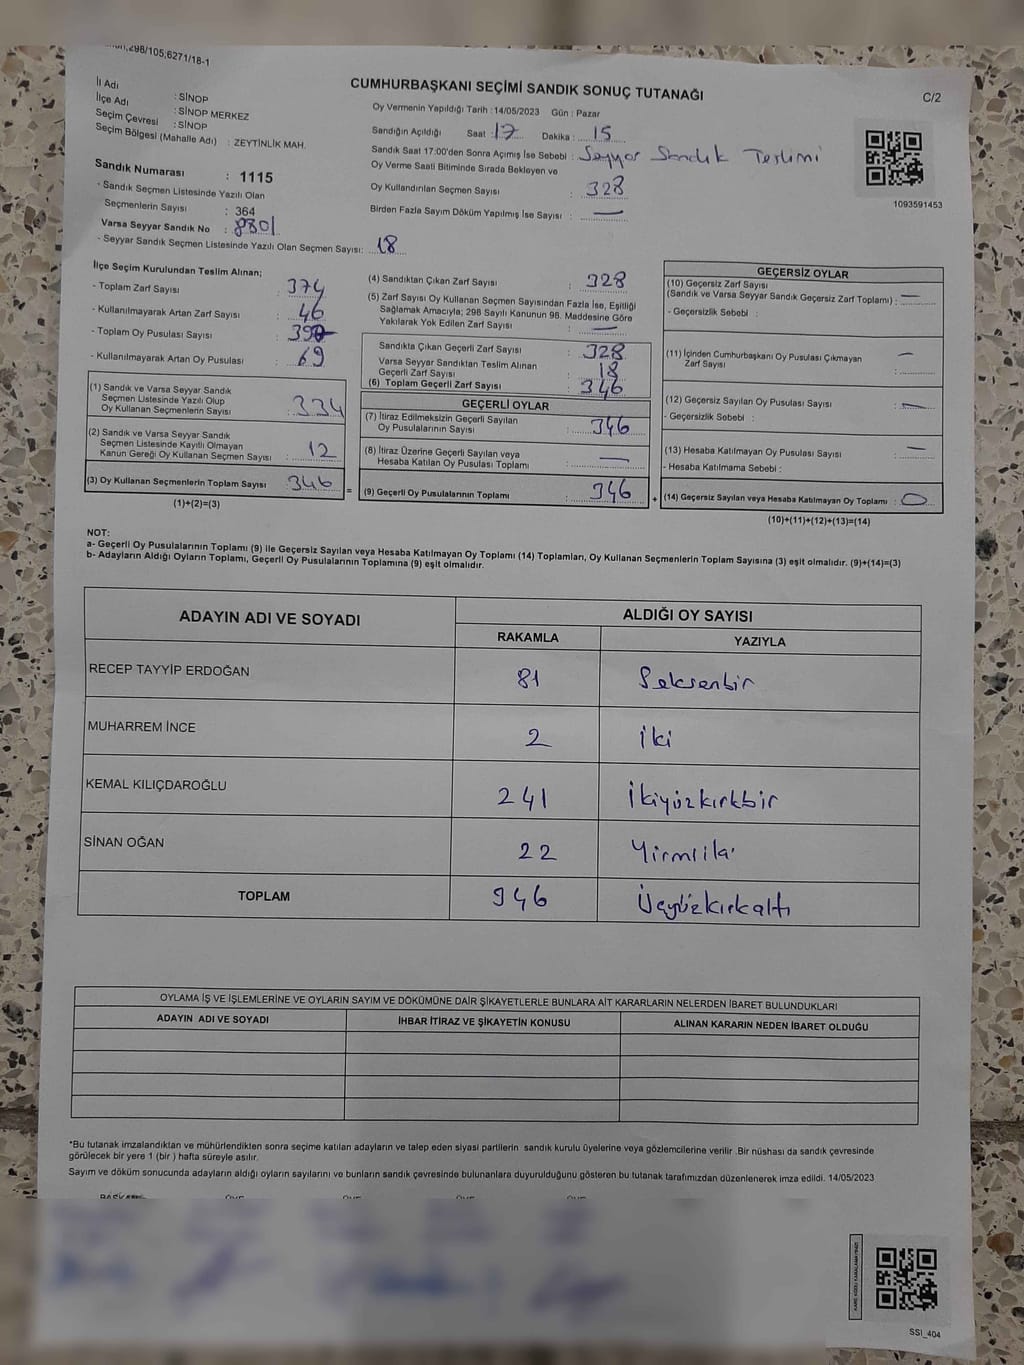 298/105,6271/18-1
CUMHURBAŞKANI SEÇİMİ SANDIK SONUÇ TUTANAĞI
C/2
İl Adı : SİNOP
İlçe Adı : SİNOP MERKEZ
Seçim Çevresi : SİNOP
Seçim Bölgesi (Mahalle Adı) : ZEYTİNLİK MAH.
Oy Vermenin Yapıldığı Tarih : 14/05/2023 Gün : Pazar
Sandığın Açıldığı Saat : 17 Dakika : 15
Sandık Saat 17:00'den Sonra Açımış İse Sebebi : Seyyar Sandık Teslimi
Oy Verme Saati Bitiminde Sırada Bekleyen ve
Oy Kullandırılan Seçmen Sayısı : 328
Birden Fazla Sayım Döküm Yapılmış İse Sayısı : —
1093591453
Sandık Numarası : 1115
- Sandık Seçmen Listesinde Yazılı Olan
Seçmenlerin Sayısı : 364
Varsa Seyyar Sandık No : 8801
- Seyyar Sandık Seçmen Listesinde Yazılı Olan Seçmen Sayısı: 18
İlçe Seçim Kurulundan Teslim Alınan;
- Toplam Zarf Sayısı : 374
- Kullanılmayarak Artan Zarf Sayısı : 46
- Toplam Oy Pusulası Sayısı :
- Kullanılmayarak Artan Oy Pusulası : 69
(1) Sandık ve Varsa Seyyar Sandık
Seçmen Listesinde Yazılı Olup
Oy Kullanan Seçmenlerin Sayısı : 334
(2) Sandık ve Varsa Seyyar Sandık
Seçmen Listesinde Kayıtlı Olmayan
Kanun Gereği Oy Kullanan Seçmen Sayısı : 12
(3) Oy Kullanan Seçmenlerin Toplam Sayısı : 346
(1)+(2)=(3)
(4) Sandıktan Çıkan Zarf Sayısı : 328
(5) Zarf Sayısı Oy Kullanan Seçmen Sayısından Fazla İse, Eşitliği
Sağlamak Amacıyla; 298 Sayılı Kanunun 98. Maddesine Göre
Yakılarak Yok Edilen Zarf Sayısı : —
Sandıkta Çıkan Geçerli Zarf Sayısı : 328
Varsa Seyyar Sandıktan Teslim Alınan
Geçerli Zarf Sayısı : 18
(6) Toplam Geçerli Zarf Sayısı : 346
GEÇERLİ OYLAR
(7) İtiraz Edilmeksizin Geçerli Sayılan
Oy Pusulalarının Sayısı : 346
(8) İtiraz Üzerine Geçerli Sayılan veya
Hesaba Katılan Oy Pusulası Toplamı : —
= (9) Geçerli Oy Pusulalarının Toplamı : 346 +
GEÇERSİZ OYLAR
(10) Geçersiz Zarf Sayısı
(Sandık ve Varsa Seyyar Sandık Geçersiz Zarf Toplamı) : —
- Geçersizlik Sebebi :
(11) İçinden Cumhurbaşkanı Oy Pusulası Çıkmayan —
Zarf Sayısı :
(12) Geçersiz Sayılan Oy Pusulası Sayısı : —
- Geçersizlik Sebebi :
(13) Hesaba Katılmayan Oy Pusulası Sayısı : —
- Hesaba Katılmama Sebebi :
(14) Geçersiz Sayılan veya Hesaba Katılmayan Oy Toplamı : 0
(10)+(11)+(12)+(13)=(14)
NOT:
a- Geçerli Oy Pusulalarının Toplamı (9) ile Geçersiz Sayılan veya Hesaba Katılmayan Oy Toplamı (14) Toplamları, Oy Kullanan Seçmenlerin Toplam Sayısına (3) eşit olmalıdır. (9)+(14)=(3)
b- Adayların Aldığı Oyların Toplamı, Geçerli Oy Pusulalarının Toplamına (9) eşit olmalıdır.
ADAYIN ADI VE SOYADI ALDIĞI OY SAYISI
RAKAMLA YAZIYLA
RECEP TAYYİP ERDOĞAN 81 Seksenbir
MUHARREM İNCE 2 İki
KEMAL KILIÇDAROĞLU 241 İkiyüzkırkbir
SİNAN OĞAN 22 Yirmiiki
TOPLAM 346 Üçyüzkırkaltı
OYLAMA İŞ VE İŞLEMLERİNE VE OYLARIN SAYIM VE DÖKÜMÜNE DAİR ŞİKAYETLERLE BUNLARA AİT KARARLARIN NELERDEN İBARET BULUNDUKLARI
ADAYIN ADI VE SOYADI İHBAR İTİRAZ VE ŞİKAYETİN KONUSU ALINAN KARARIN NEDEN İBARET OLDUĞU
*Bu tutanak imzalandıktan ve mühürlendikten sonra seçime katılan adayların ve talep eden siyasi partilerin sandık kurulu üyelerine veya gözlemcilerine verilir .Bir nüshası da sandık çevresinde
görülecek bir yere 1 (bir ) hafta süreyle asılır.
Sayım ve döküm sonucunda adayların aldığı oyların sayılarını ve bunların sandık çevresinde bulunanlara duyurulduğunu gösteren bu tutanak tarafımızdan düzenlenerek imza edildi. 14/05/2023
SSI_404